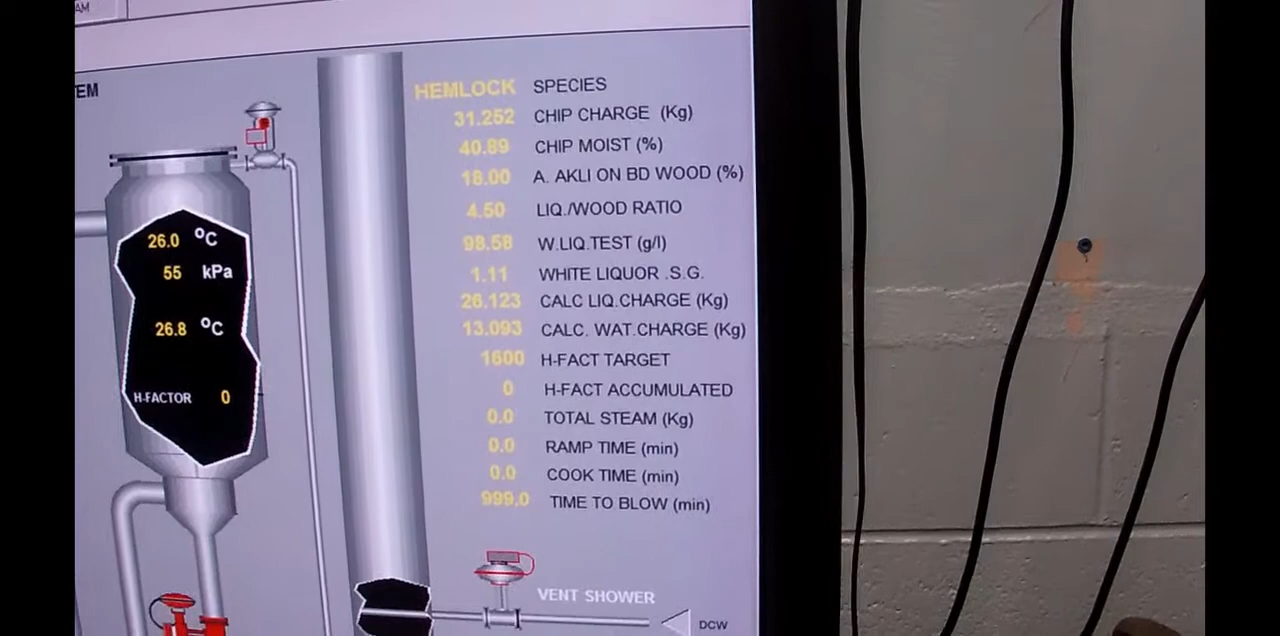 AM
TEM
HEMLOCK SPECIES
31.252 CHIP CHARGE (Kg)
40.89 CHIP MOIST (%)
18.00 A. AKLI ON BD WOOD (%)
4.50 LIQ./WOOD RATIO
98.58 W.LIQ.TEST (g/l)
1.11 WHITE LIQUOR .S.G.
26.123 CALC LIQ.CHARGE (Kg)
13.093 CALC. WAT.CHARGE (Kg)
1600 H-FACT TARGET
0 H-FACT ACCUMULATED
0.0 TOTAL STEAM (Kg)
0.0 RAMP TIME (min)
0.0 COOK TIME (min)
999.0 TIME TO BLOW (min)
26.0 °C
55 kPa
26.8 °C
H-FACTOR 0
VENT SHOWER
DCW